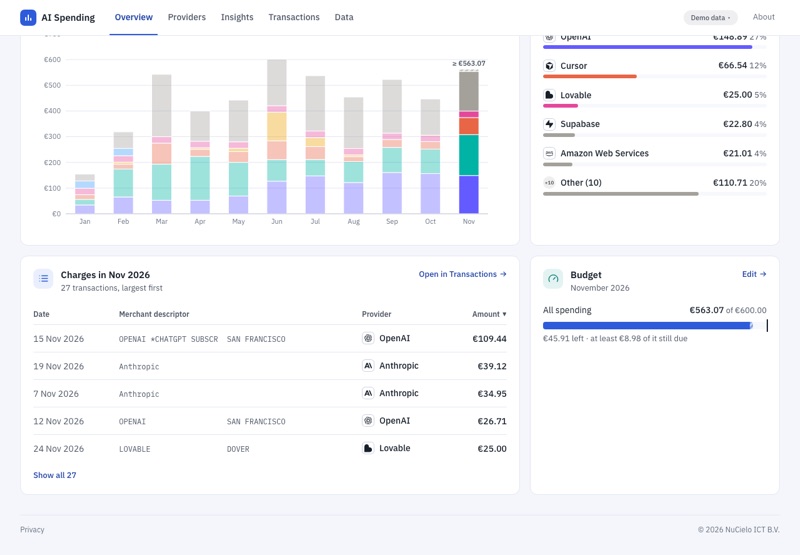 AI Spending Overview Providers Insights Transactions Data Demo data About
€600
€500
€400
€300
€200
€100
€0
≥ €563.07
Jan Feb Mar Apr May Jun Jul Aug Sep Oct Nov
OpenAI €148.89 27%
Cursor €66.54 12%
Lovable €25.00 5%
Supabase €22.80 4%
aws Amazon Web Services €21.01 4%
+10 Other (10) €110.71 20%
Charges in Nov 2026 Open in Transactions →
27 transactions, largest first
Date Merchant descriptor Provider Amount ▼
15 Nov 2026 OPENAI *CHATGPT SUBSCR SAN FRANCISCO OpenAI €109.44
19 Nov 2026 Anthropic Anthropic €39.12
7 Nov 2026 Anthropic Anthropic €34.95
12 Nov 2026 OPENAI SAN FRANCISCO OpenAI €26.71
24 Nov 2026 LOVABLE DOVER Lovable €25.00
Show all 27
Budget Edit →
November 2026
All spending €563.07 of €600.00
€45.91 left · at least €8.98 of it still due
Privacy © 2026 NuCielo ICT B.V.